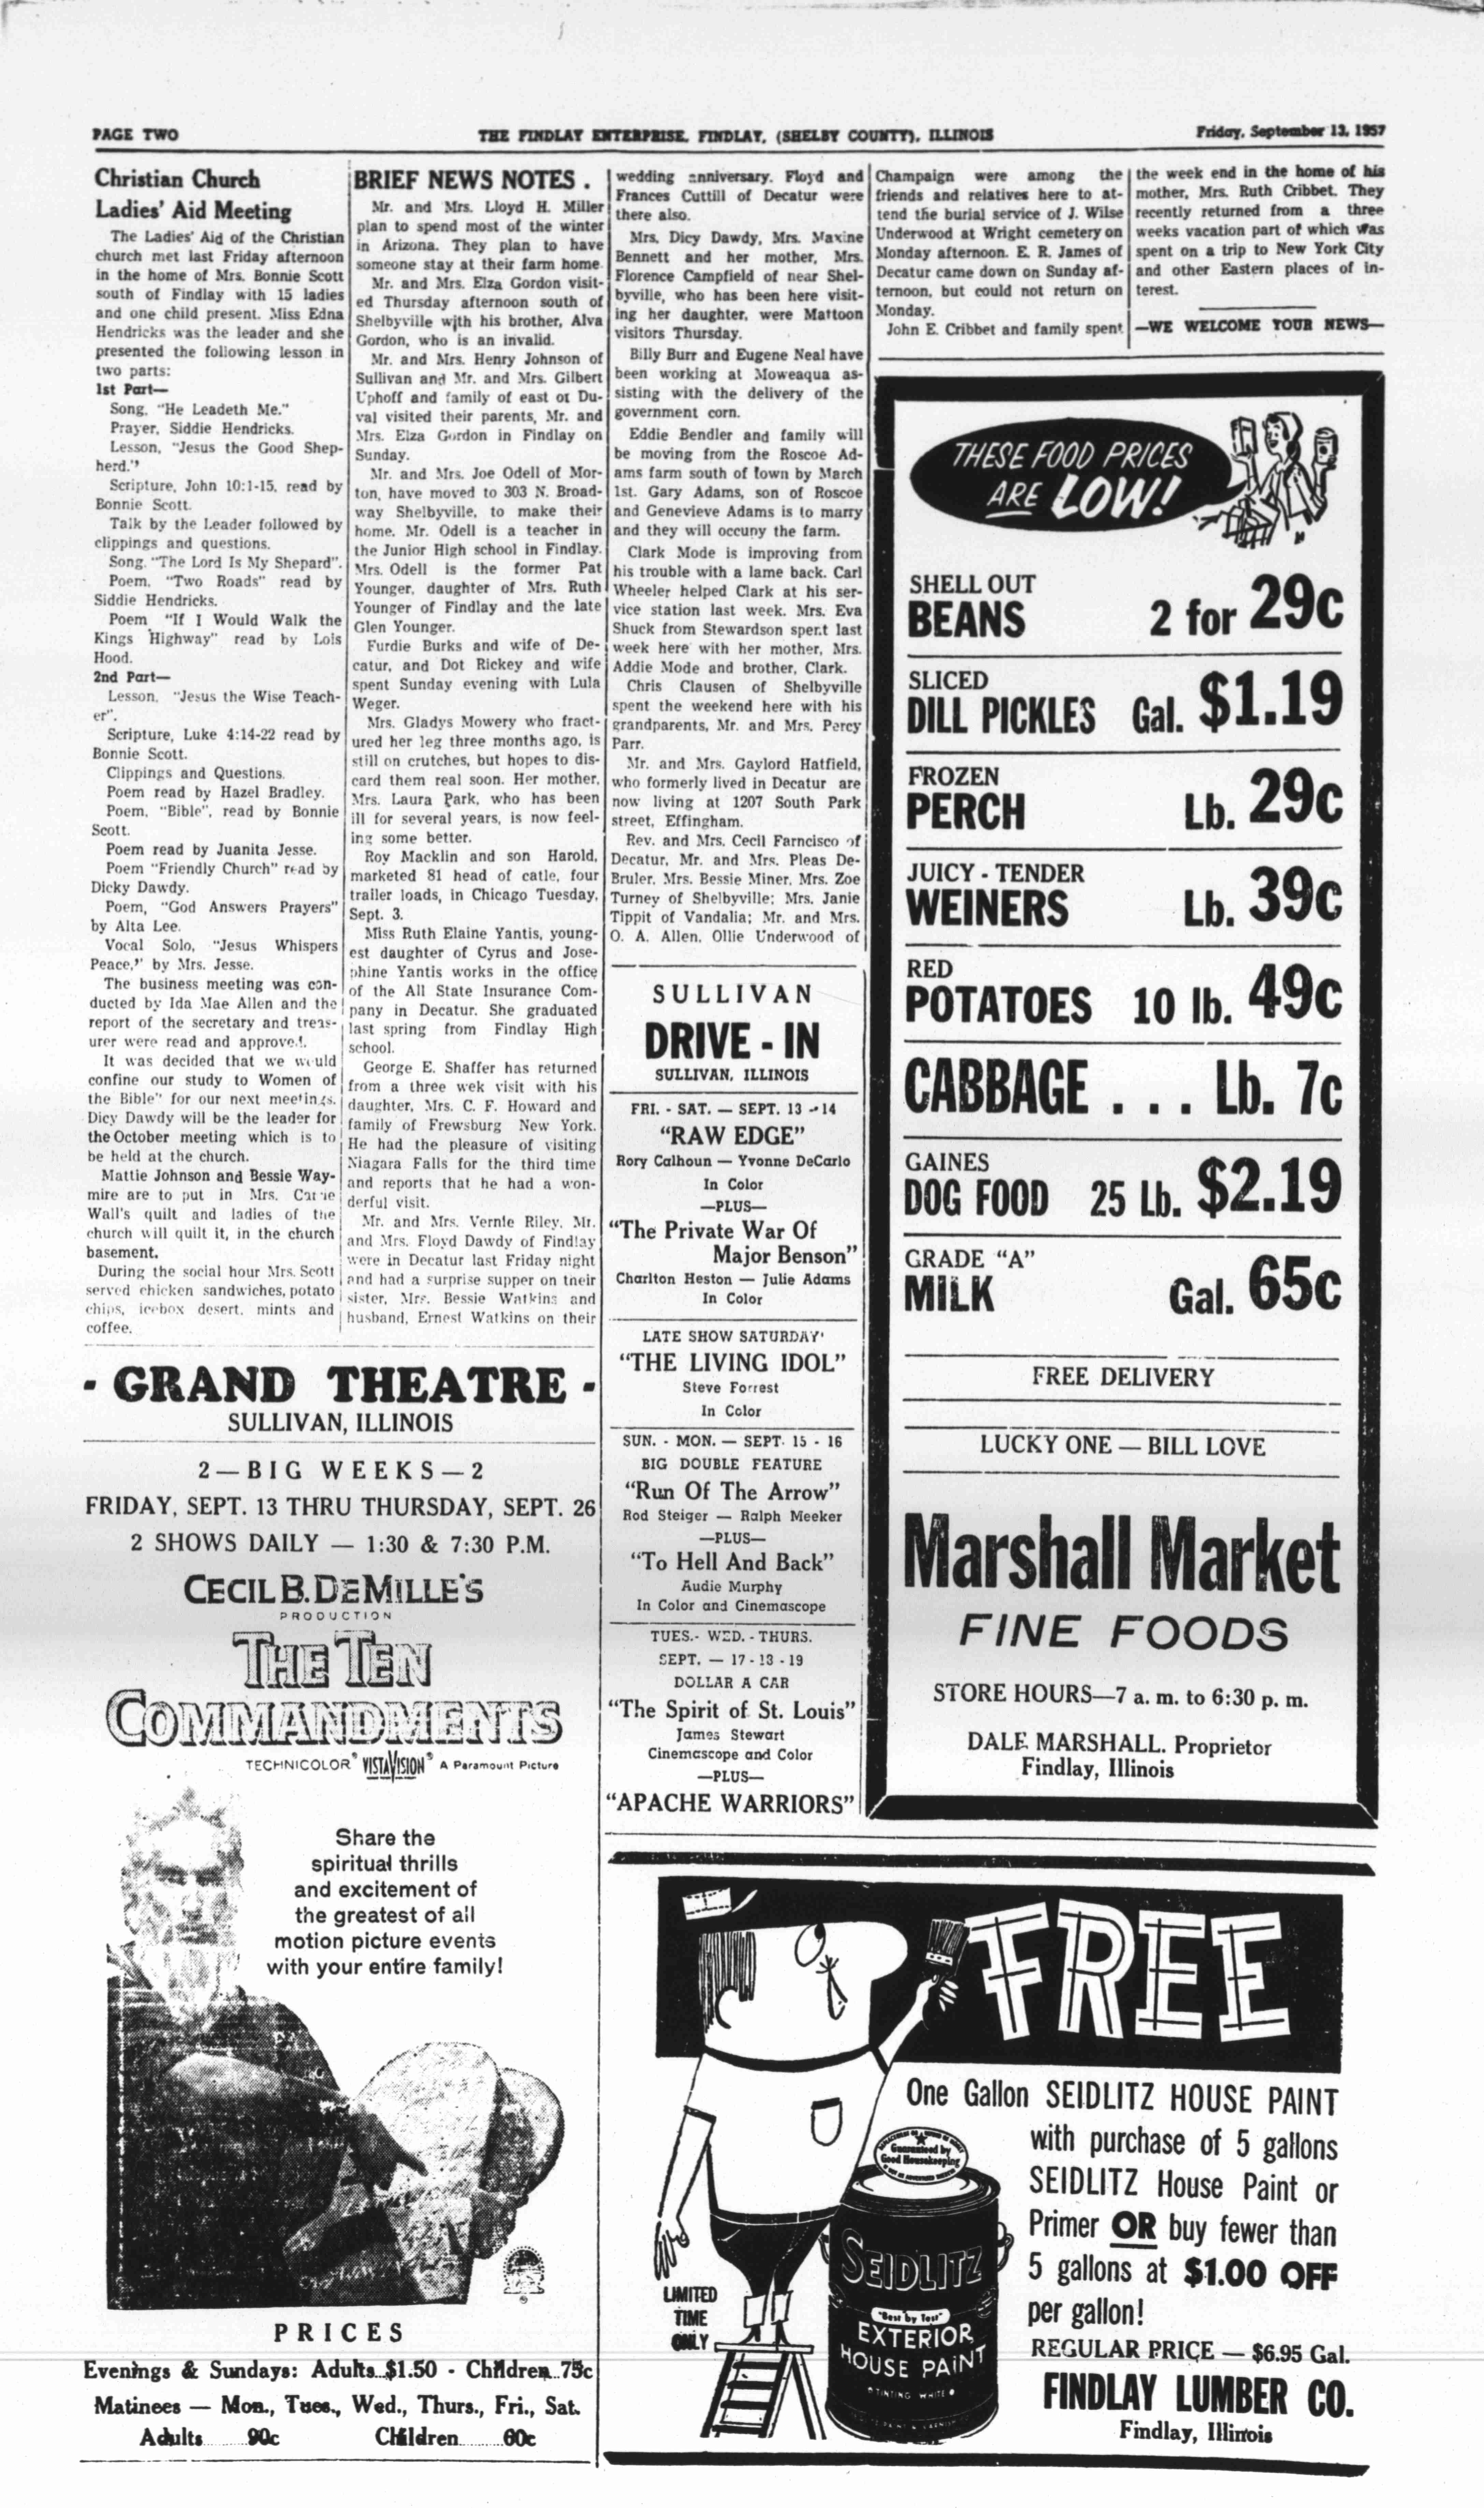 PAGE TWO
THE FINDLAY ENTERPRISE, FINDLAY, (SHELBY COUNTY), ILLINOIS
Friday, September 13, 1957
Christian Church
Ladies' Aid Meeting
The Ladies' Aid of the Christian
church met last Friday afternoon
in the home of Mrs. Bonnie Scott
south of Findlay with 15 ladies
and one child present. Miss Edna
Hendricks was the leader and she
presented the following lesson in
two parts:
1st Part—
Song, "He Leadeth Me."
Prayer, Siddie Hendricks.
Lesson, "Jesus the Good Shep-
herd."
Scripture, John 10:1-15, read by
Bonnie Scott.
Talk by the Leader followed by
clippings and questions.
Song. "The Lord Is My Shepard".
Poem, "Two Roads" read by
Siddie Hendricks.
Poem "If I Would Walk the
Kings Highway" read by Lois
Hood.
2nd Part—
Lesson, "Jesus the Wise Teach-
er".
Scripture, Luke 4:14-22 read by
Bonnie Scott.
Clippings and Questions.
Poem read by Hazel Bradley.
Poem, "Bible", read by Bonnie
Scott.
Poem read by Juanita Jesse.
Poem "Friendly Church" read by
Dicky Dawdy.
Poem, "God Answers Prayers"
by Alta Lee.
Vocal Solo, "Jesus Whispers
Peace," by Mrs. Jesse.
The business meeting was con-
ducted by Ida Mae Allen and the
report of the secretary and treas-
urer were read and approved.
It was decided that we would
confine our study to Women of
the Bible" for our next meetings.
Dicy Dawdy will be the leader for
the October meeting which is to
be held at the church.
Mattie Johnson and Bessie Way-
mire are to put in Mrs. Carrie
Wall's quilt and ladies of the
church will quilt it, in the church
basement.
During the social hour Mrs. Scott
served chicken sandwiches, potato
chips, icebox desert, mints and
coffee.
BRIEF NEWS NOTES .
Mr. and Mrs. Lloyd H. Miller
plan to spend most of the winter
in Arizona. They plan to have
someone stay at their farm home.
Mr. and Mrs. Elza Gordon visit-
ed Thursday afternoon south of
Shelbyville with his brother, Alva
Gordon, who is an invalid.
Mr. and Mrs. Henry Johnson of
Sullivan and Mr. and Mrs. Gilbert
Uphoff and family of east of Du-
val visited their parents, Mr. and
Mrs. Elza Gordon in Findlay on
Sunday.
Mr. and Mrs. Joe Odell of Mor-
ton, have moved to 303 N. Broad-
way Shelbyville, to make their
home. Mr. Odell is a teacher in
the Junior High school in Findlay.
Mrs. Odell is the former Pat
Younger, daughter of Mrs. Ruth
Younger of Findlay and the late
Glen Younger.
Furdie Burks and wife of De-
catur, and Dot Rickey and wife
spent Sunday evening with Lula
Weger.
Mrs. Gladys Mowery who fract-
ured her leg three months ago, is
still on crutches, but hopes to dis-
card them real soon. Her mother,
Mrs. Laura Park, who has been
ill for several years, is now feel-
ing some better.
Roy Macklin and son Harold,
marketed 81 head of catle, four
trailer loads, in Chicago Tuesday,
Sept. 3.
Miss Ruth Elaine Yantis, young-
est daughter of Cyrus and Jose-
phine Yantis works in the office
of the All State Insurance Com-
pany in Decatur. She graduated
last spring from Findlay High
school.
George E. Shaffer has returned
from a three wek visit with his
daughter, Mrs. C. F. Howard and
family of Frewsburg New York.
He had the pleasure of visiting
Niagara Falls for the third time
and reports that he had a won-
derful visit.
Mr. and Mrs. Vernie Riley, Mr.
and Mrs. Floyd Dawdy of Findlay
were in Decatur last Friday night
and had a surprise supper on their
sister, Mrs. Bessie Watkins and
husband, Ernest Watkins on their
wedding anniversary. Floyd and
Frances Cuttill of Decatur were
there also.
Mrs. Dicy Dawdy, Mrs. Maxine
Bennett and her mother, Mrs.
Florence Campfield of near Shel-
byville, who has been here visit-
ing her daughter, were Mattoon
visitors Thursday.
Billy Burr and Eugene Neal have
been working at Moweaqua as-
sisting with the delivery of the
government corn.
Eddie Bendler and family will
be moving from the Roscoe Ad-
ams farm south of town by March
1st. Gary Adams, son of Roscoe
and Genevieve Adams is to marry
and they will occupy the farm.
Clark Mode is improving from
his trouble with a lame back. Carl
Wheeler helped Clark at his ser-
vice station last week. Mrs. Eva
Shuck from Stewardson spent last
week here with her mother, Mrs.
Addie Mode and brother, Clark.
Chris Clausen of Shelbyville
spent the weekend here with his
grandparents, Mr. and Mrs. Percy
Parr.
Mr. and Mrs. Gaylord Hatfield,
who formerly lived in Decatur are
now living at 1207 South Park
street, Effingham.
Rev. and Mrs. Cecil Farncisco of
Decatur, Mr. and Mrs. Pleas De-
Bruler, Mrs. Bessie Miner, Mrs. Zoe
Turney of Shelbyville; Mrs. Janie
Tippit of Vandalia; Mr. and Mrs.
O. A. Allen, Ollie Underwood of
Champaign were among the
friends and relatives here to at-
tend the burial service of J. Wilse
Underwood at Wright cemetery on
Monday afternoon. E. R. James of
Decatur came down on Sunday af-
ternoon, but could not return on
Monday.
John E. Cribbet and family spent
the week end in the home of his
mother, Mrs. Ruth Cribbet. They
recently returned from a three
weeks vacation part of which was
spent on a trip to New York City
and other Eastern places of in-
terest.
—WE WELCOME YOUR NEWS—
- GRAND THEATRE -
SULLIVAN, ILLINOIS
2—BIG WEEKS—2
FRIDAY, SEPT. 13 THRU THURSDAY, SEPT. 26
2 SHOWS DAILY — 1:30 & 7:30 P.M.
CECIL B. DEMILLE'S
PRODUCTION
THE TEN
COMMANDMENTS
TECHNICOLOR® VISTAVISION® A Paramount Picture
Share the
spiritual thrills
and excitement of
the greatest of all
motion picture events
with your entire family!
PRICES
Evenings & Sundays: Adults..$1.50 - Children..75c
Matinees — Mon., Tues., Wed., Thurs., Fri., Sat.
Adults........90c Children..........60c
SULLIVAN
DRIVE - IN
SULLIVAN, ILLINOIS
FRI. - SAT. — SEPT. 13 - 14
"RAW EDGE"
Rory Calhoun — Yvonne DeCarlo
In Color
—PLUS—
"The Private War Of
Major Benson"
Charlton Heston — Julie Adams
In Color
LATE SHOW SATURDAY'
"THE LIVING IDOL"
Steve Forrest
In Color
SUN. - MON. — SEPT. 15 - 16
BIG DOUBLE FEATURE
"Run Of The Arrow"
Rod Steiger — Ralph Meeker
—PLUS—
"To Hell And Back"
Audie Murphy
In Color and Cinemascope
TUES.- WED. - THURS.
SEPT. — 17 - 18 - 19
DOLLAR A CAR
"The Spirit of St. Louis"
James Stewart
Cinemascope and Color
—PLUS—
"APACHE WARRIORS"
THESE FOOD PRICES
ARE LOW!
SHELL OUT
BEANS 2 for 29c
SLICED
DILL PICKLES Gal. $1.19
FROZEN
PERCH Lb. 29c
JUICY - TENDER
WEINERS Lb. 39c
RED
POTATOES 10 lb. 49c
CABBAGE . . . Lb. 7c
GAINES
DOG FOOD 25 Lb. $2.19
GRADE "A"
MILK Gal. 65c
FREE DELIVERY
LUCKY ONE — BILL LOVE
Marshall Market
FINE FOODS
STORE HOURS—7 a. m. to 6:30 p. m.
DALE MARSHALL. Proprietor
Findlay, Illinois
FREE
One Gallon SEIDLITZ HOUSE PAINT
with purchase of 5 gallons
SEIDLITZ House Paint or
Primer OR buy fewer than
5 gallons at $1.00 OFF
per gallon!
REGULAR PRICE — $6.95 Gal.
FINDLAY LUMBER CO.
Findlay, Illinois
LIMITED
TIME
ONLY
Guaranteed by
Good Housekeeping
SEIDLITZ
"Best by Test"
EXTERIOR
HOUSE PAINT
TINTING WHITE